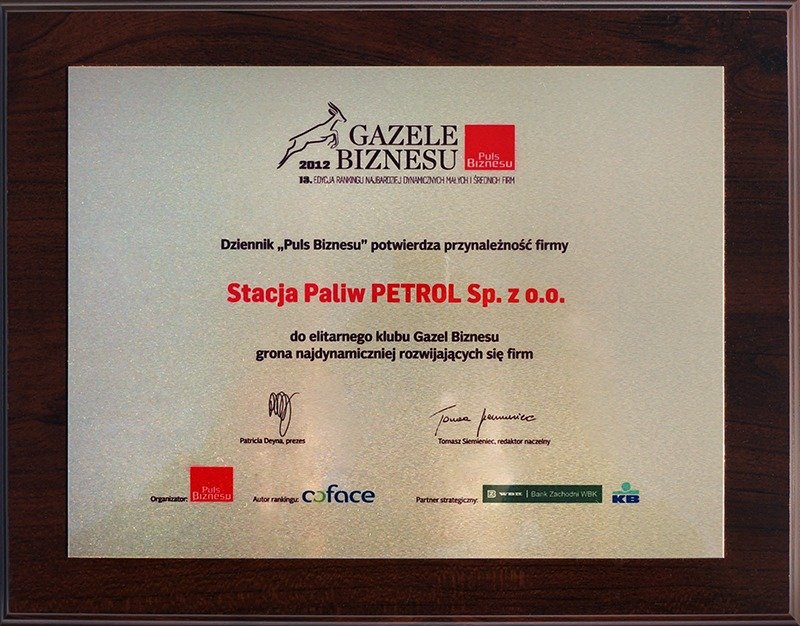 GAZELE
2012 BIZNESU
Puls
Biznesu
13. EDYCJA RANKINGU NAJBARDZIEJ DYNAMICZNYCH MAŁYCH I ŚREDNICH FIRM
Dziennik „Puls Biznesu” potwierdza przynależność firmy
Stacja Paliw PETROL Sp. z o.o.
do elitarnego klubu Gazel Biznesu
grona najdynamiczniej rozwijających się firm
Patricia Deyna, prezes
Tomasz Siemieniec, redaktor naczelny
Organizator: Puls Biznesu
Autor rankingu: coface
Partner strategiczny: WBK | Bank Zachodni WBK
KB